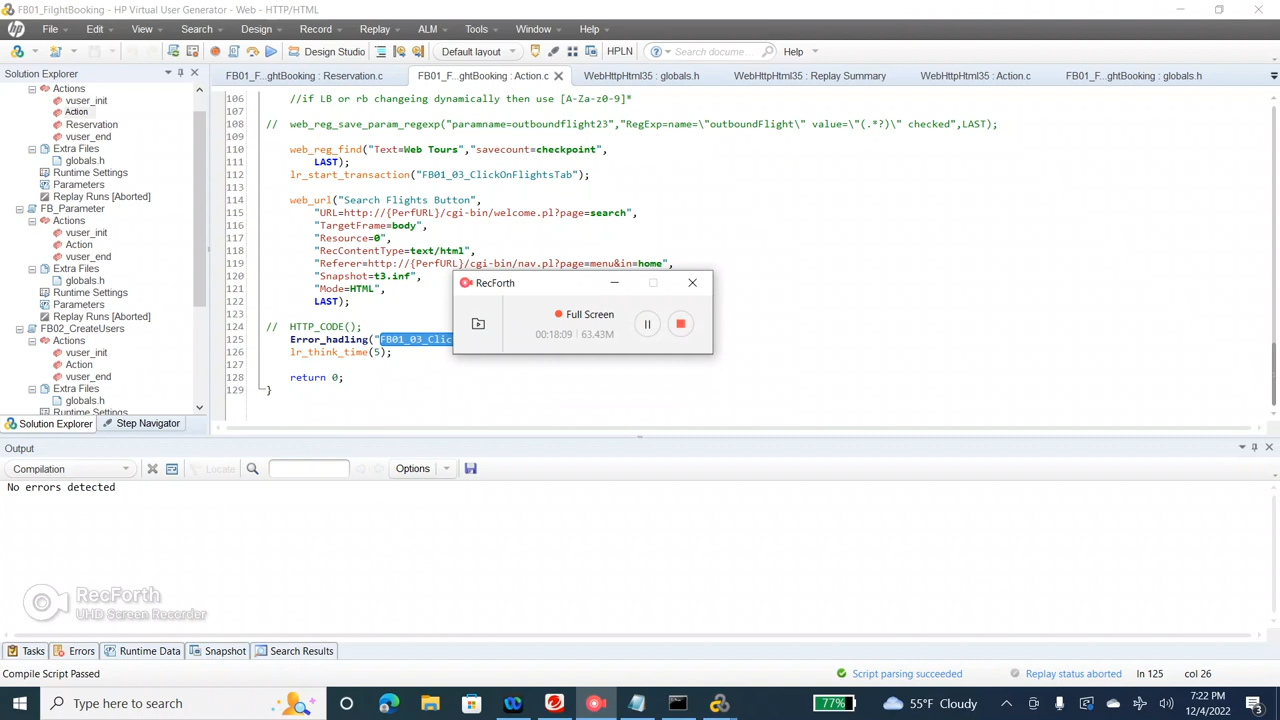 FB01_FilghtBooking - HP Virtual User Generator - Web - HTTP/HTML
File Edit View Search Design Record Replay ALM Tools Window Help
Design Studio Default layout HPLN Search docume... Help
Solution Explorer
FB01_F...ghtBooking : Reservation.c FB01_F...ghtBooking : Action.c WebHttpHtml35 : globals.h WebHttpHtml35 : Replay Summary WebHttpHtml35 : Action.c FB01_F...ghtBooking : globals.h
Actions
vuser_init
Action
Reservation
vuser_end
Extra Files
globals.h
Runtime Settings
Parameters
Replay Runs [Aborted]
FB_Parameter
Actions
vuser_init
Action
vuser_end
Extra Files
globals.h
Runtime Settings
Parameters
Replay Runs [Aborted]
FB02_CreateUsers
Actions
vuser_init
Action
vuser_end
Extra Files
globals.h
Runtime Settings
Solution Explorer Step Navigator
106 //if LB or rb changeing dynamically then use [A-Za-z0-9]*
107
108 // web_reg_save_param_regexp("paramname=outboundflight23","RegExp=name=\"outboundFlight\" value=\"(.*?)\" checked",LAST);
109
110 web_reg_find("Text=Web Tours","savecount=checkpoint",
111 LAST);
112 lr_start_transaction("FB01_03_ClickOnFlightsTab");
113
114 web_url("Search Flights Button",
115 "URL=http://{PerfURL}/cgi-bin/welcome.pl?page=search",
116 "TargetFrame=body",
117 "Resource=0",
118 "RecContentType=text/html",
119 "Referer=http://{PerfURL}/cgi-bin/nav.pl?page=menu&in=home",
120 "Snapshot=t3.inf",
121 "Mode=HTML",
122 LAST);
123
124 // HTTP_CODE();
125 Error_hadling("FB01_03_Clic
126 lr_think_time(5);
127
128 return 0;
129 }
RecForth
Full Screen
00:18:09 63.43M
Output
Compilation Locate Options
No errors detected
RecForth
UHD Screen Recorder
Tasks Errors Runtime Data Snapshot Search Results
Compile Script Passed Script parsing succeeded Replay status aborted ln 125 col 26
Type here to search 77% 55°F Cloudy 7:22 PM
12/4/2022 3